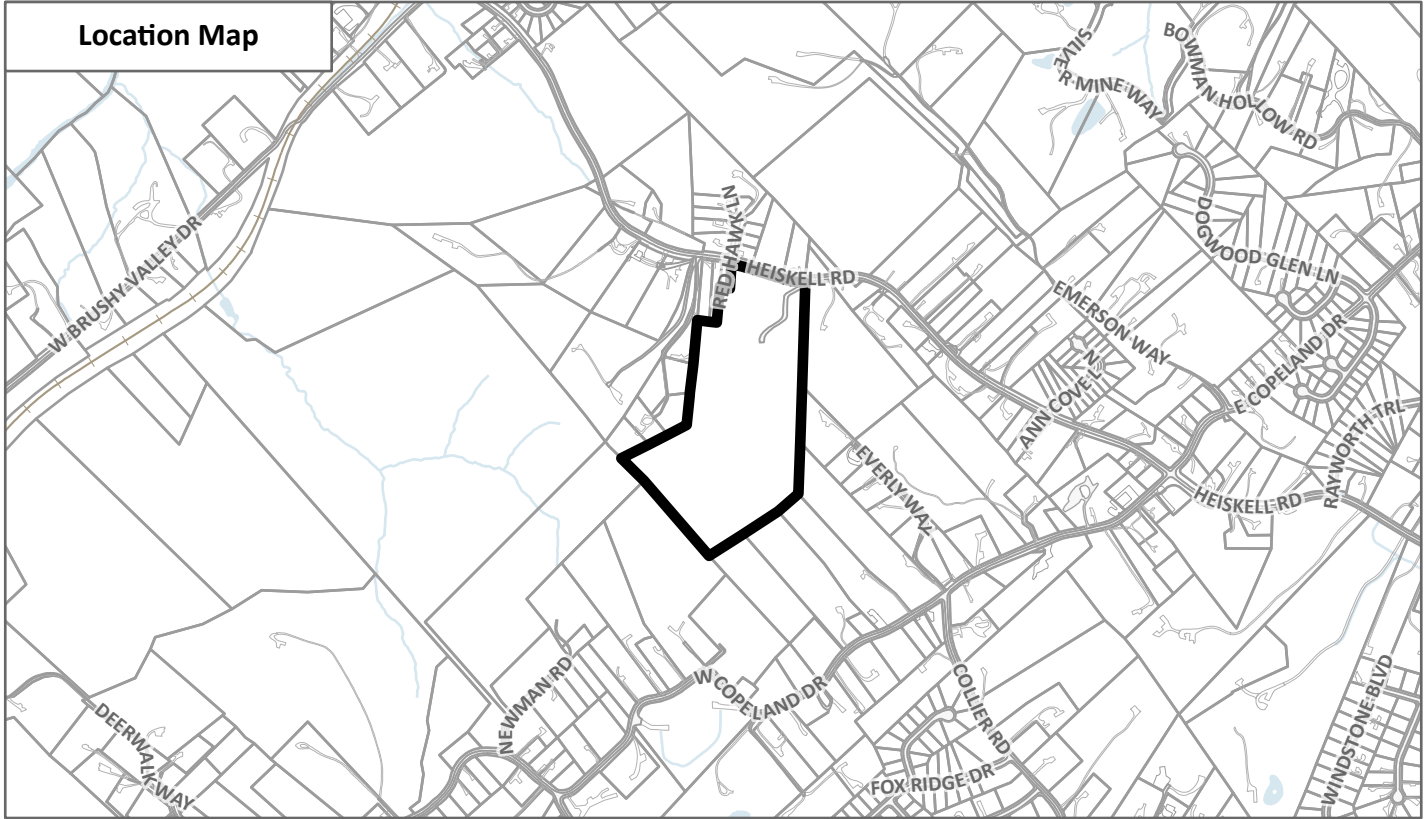 Location Map
SILVER MINE WAY
BOWMAN HOLLOW RD
W BRUSHY VALLEY DR
RED HAWK LN
HEISKELL RD
DOGWOOD GLEN LN
EMERSON WAY
ANN COVE LN
E COPELAND DR
RAYWORTH TRL
EVERLY WAY
HEISKELL RD
NEWMAN RD
W COPELAND DR
COLLIER RD
DEERWALK WAY
FOX RIDGE DR
WINDSTONE BLVD